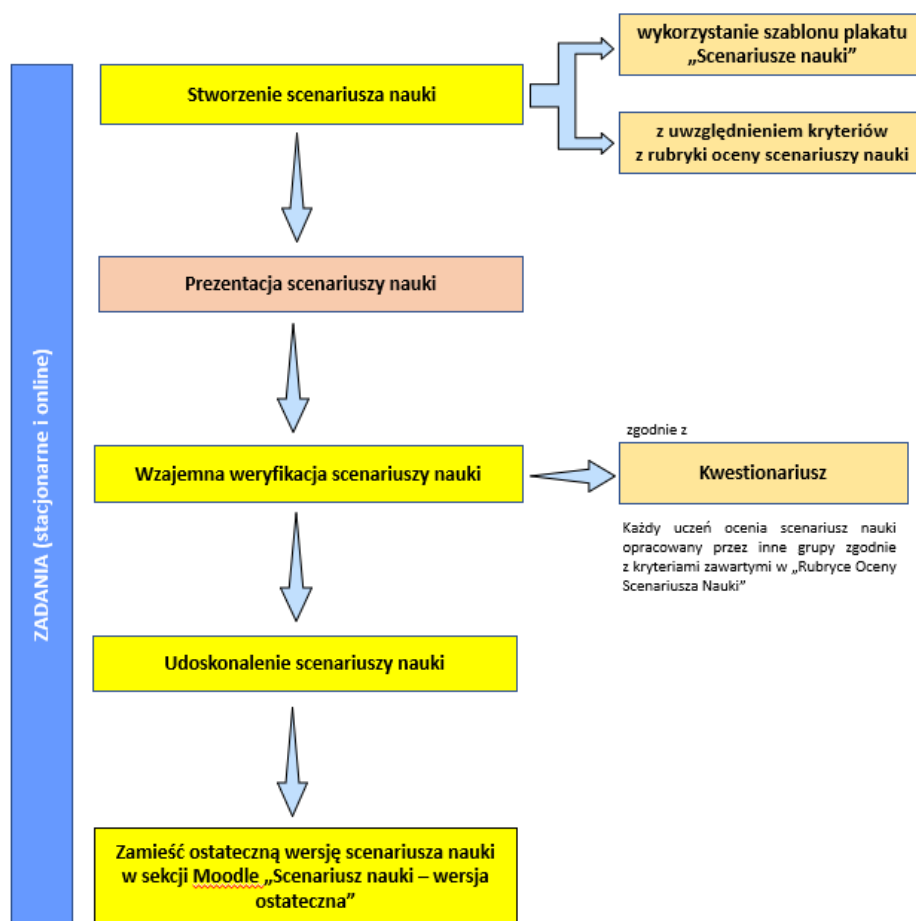 ZADANIA (stacjonarne i online)
Stworzenie scenariusza nauki
wykorzystanie szablonu plakatu
„Scenariusze nauki”
z uwzględnieniem kryteriów
z rubryki oceny scenariuszy nauki
Prezentacja scenariuszy nauki
Wzajemna weryfikacja scenariuszy nauki
zgodnie z
Kwestionariusz
Każdy uczeń ocenia scenariusz nauki
opracowany przez inne grupy zgodnie
z kryteriami zawartymi w „Rubryce Oceny
Scenariusza Nauki”
Udoskonalenie scenariuszy nauki
Zamieść ostateczną wersję scenariusza nauki
w sekcji Moodle „Scenariusz nauki – wersja
ostateczna”